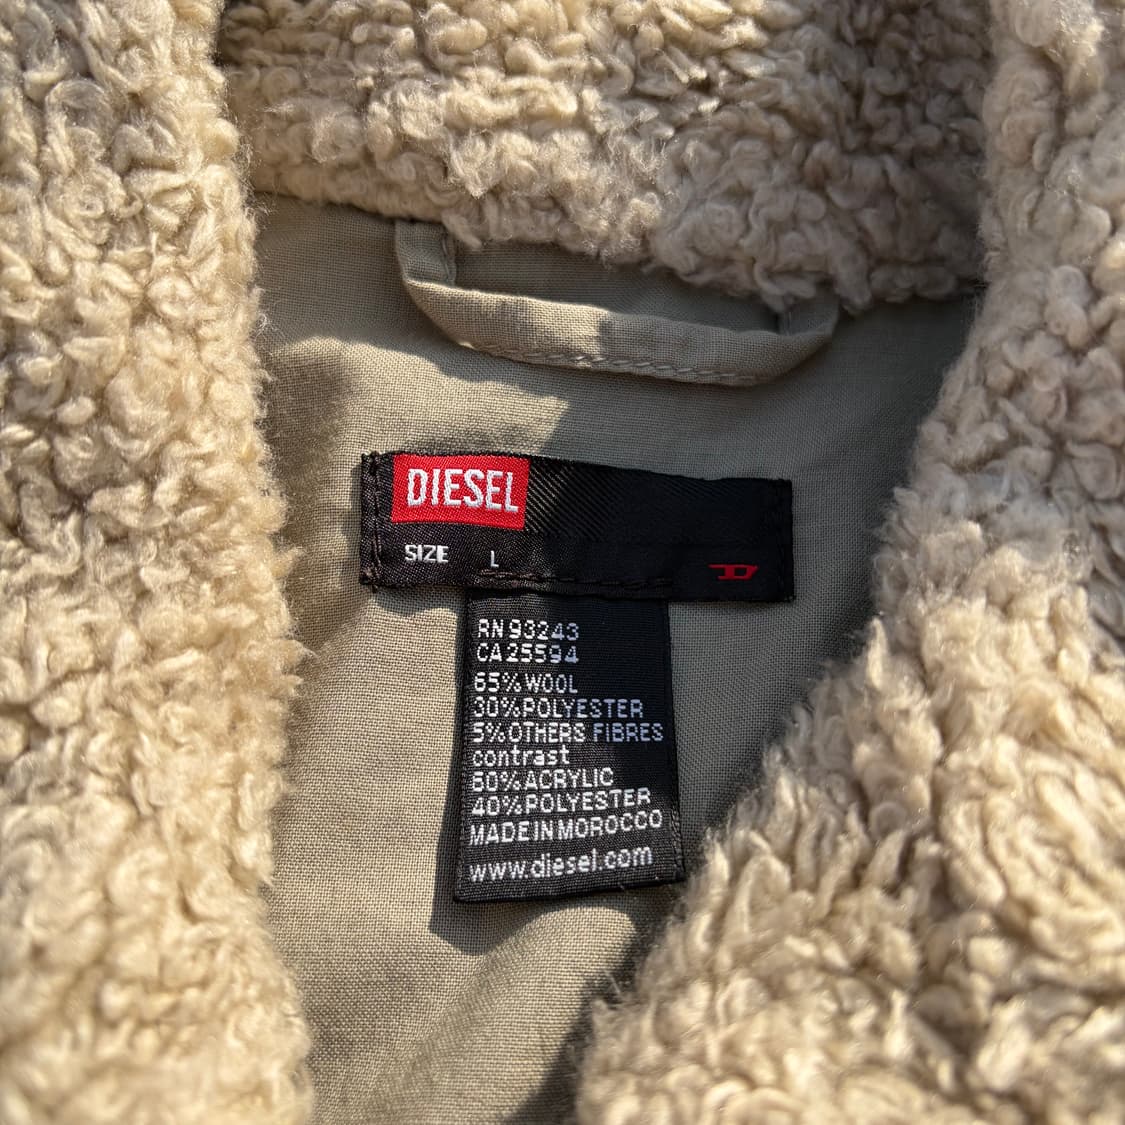 DIESEL
SIZE L
RN 93243
CA 25594
65% WOOL
30% POLYESTER
5% OTHERS FIBRES
contrast
60% ACRYLIC
40% POLYESTER
MADE IN MOROCCO
www.diesel.com